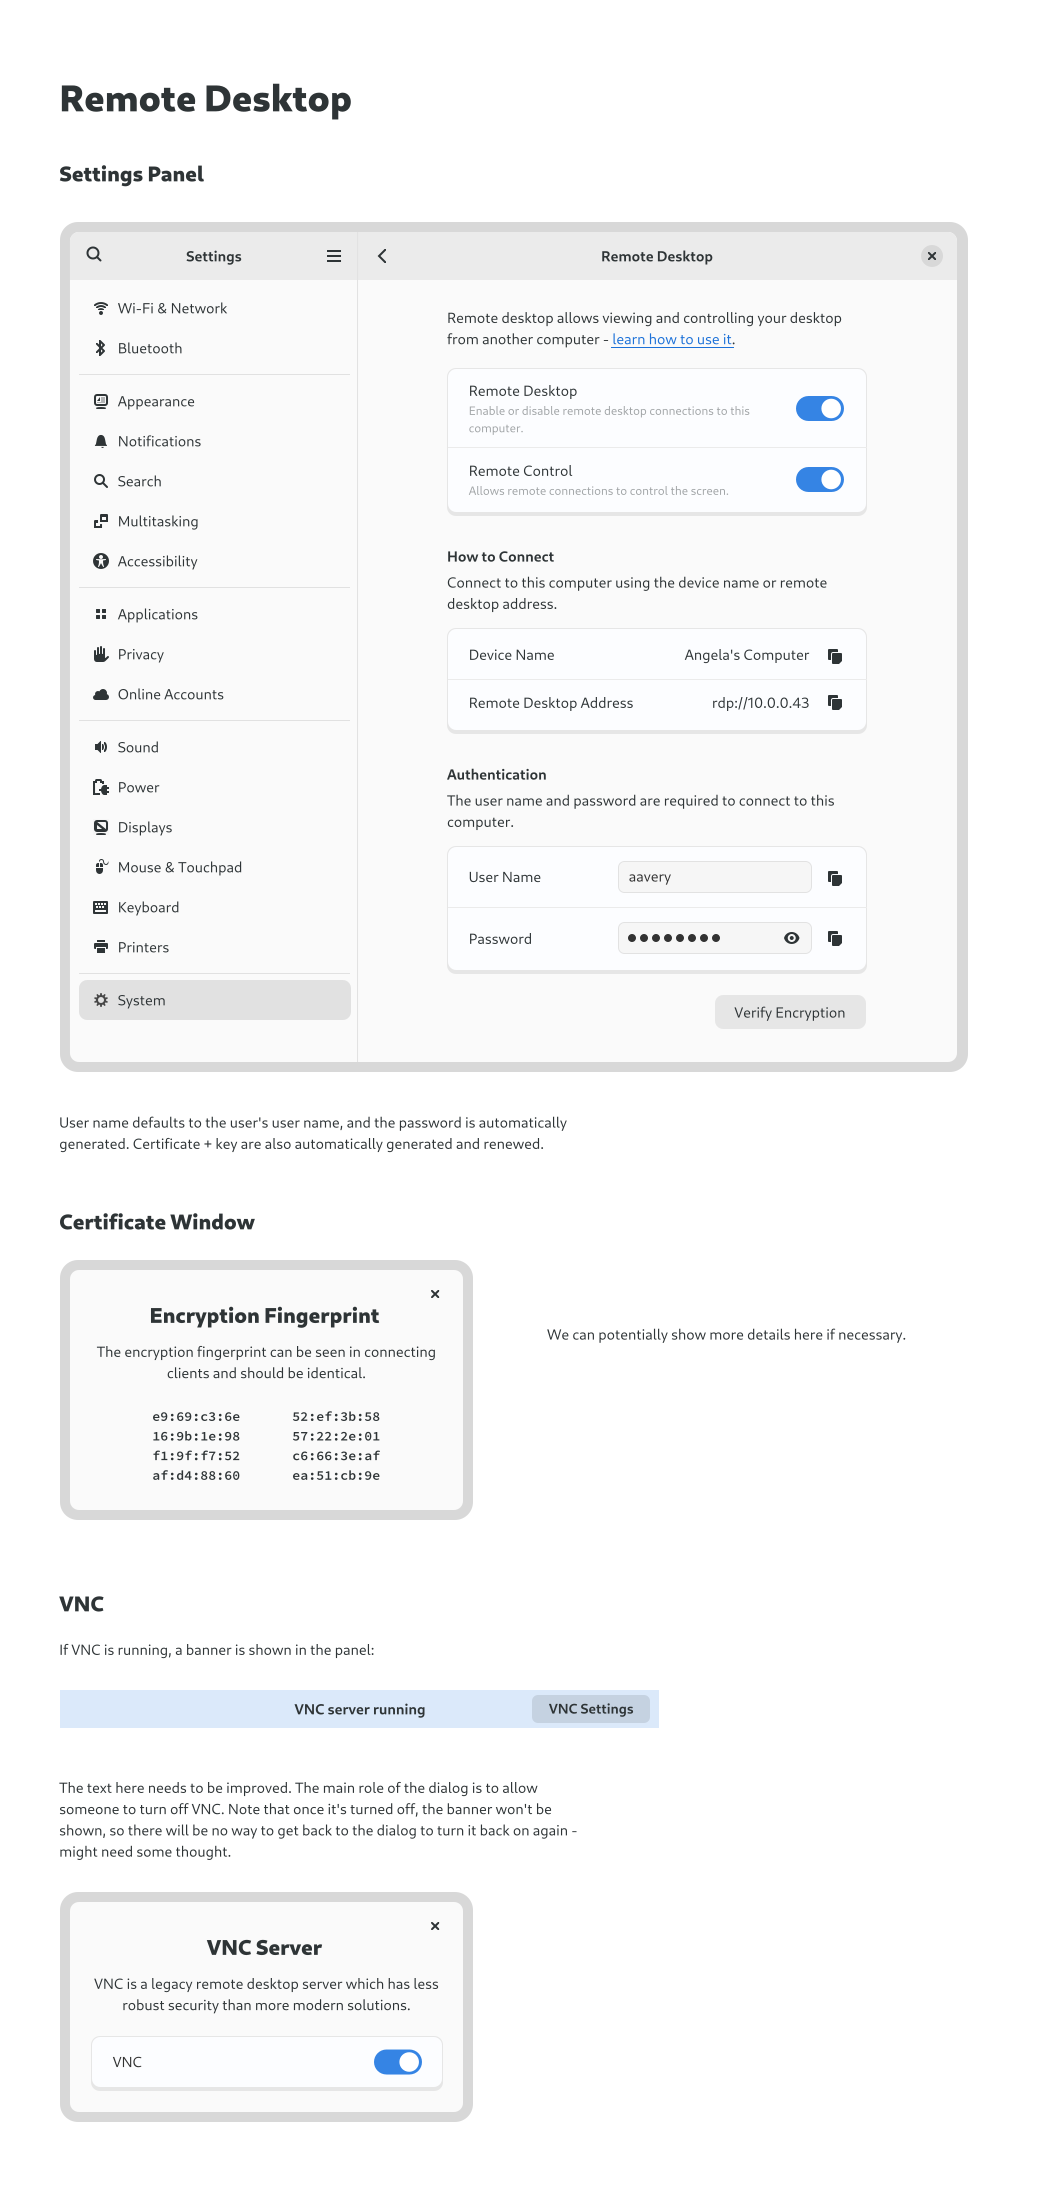 Remote Desktop
Settings Panel
Settings
Remote Desktop
Wi-Fi & Network
Bluetooth
Appearance
Notifications
Search
Multitasking
Accessibility
Applications
Privacy
Online Accounts
Sound
Power
Displays
Mouse & Touchpad
Keyboard
Printers
System
Remote desktop allows viewing and controlling your desktop
from another computer - learn how to use it.
Remote Desktop
Enable or disable remote desktop connections to this
computer.
Remote Control
Allows remote connections to control the screen.
How to Connect
Connect to this computer using the device name or remote
desktop address.
Device Name Angela's Computer
Remote Desktop Address rdp://10.0.0.43
Authentication
The user name and password are required to connect to this
computer.
User Name aavery
Password ●●●●●●●●
Verify Encryption
User name defaults to the user's user name, and the password is automatically
generated. Certificate + key are also automatically generated and renewed.
Certificate Window
Encryption Fingerprint
The encryption fingerprint can be seen in connecting
clients and should be identical.
e9:69:c3:6e 52:ef:3b:58
16:9b:1e:98 57:22:2e:01
f1:9f:f7:52 c6:66:3e:af
af:d4:88:60 ea:51:cb:9e
We can potentially show more details here if necessary.
VNC
If VNC is running, a banner is shown in the panel:
VNC server running VNC Settings
The text here needs to be improved. The main role of the dialog is to allow
someone to turn off VNC. Note that once it's turned off, the banner won't be
shown, so there will be no way to get back to the dialog to turn it back on again -
might need some thought.
VNC Server
VNC is a legacy remote desktop server which has less
robust security than more modern solutions.
VNC